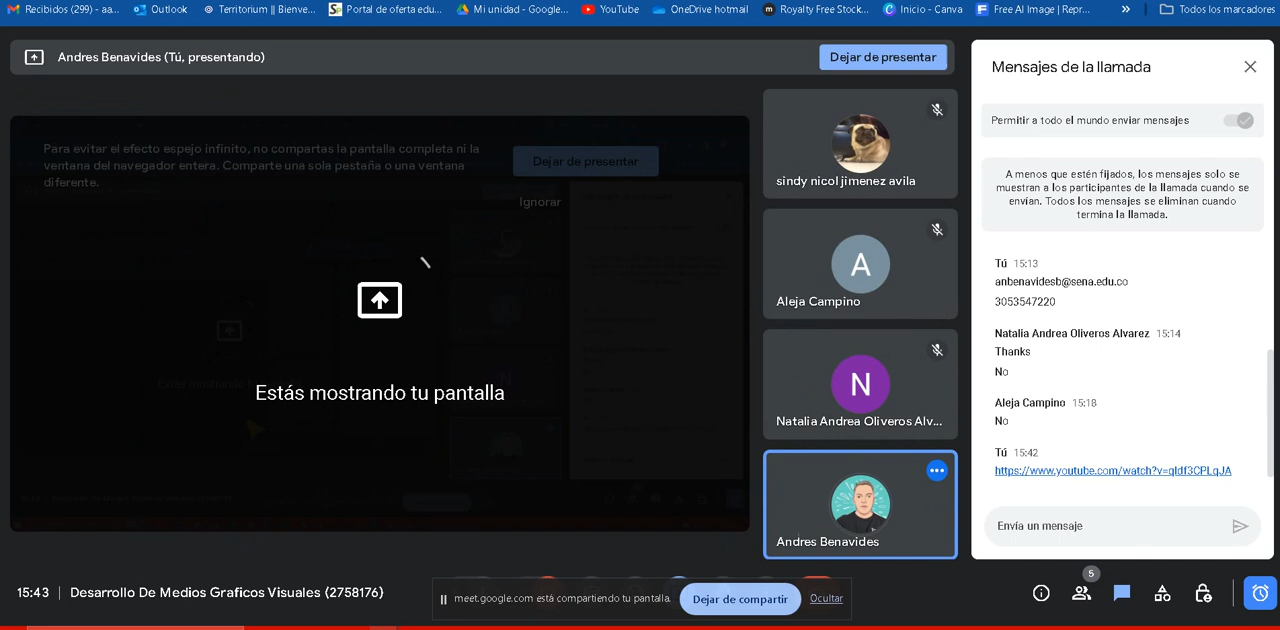 Recibidos (299) - aa...
Outlook
Territorium || Bienve...
Portal de oferta edu...
Mi unidad - Google...
YouTube
OneDrive hotmail
Royalty Free Stock...
Inicio - Canva
Free AI Image | Repr...
»
Todos los marcadores
Andres Benavides (Tú, presentando)
Dejar de presentar
Para evitar el efecto espejo infinito, no compartas la pantalla completa ni la
ventana del navegador entera. Comparte una sola pestaña o una ventana
diferente.
Dejar de presentar
Ignorar
Estás mostrando tu pantalla
sindy nicol jimenez avila
A
Aleja Campino
N
Natalia Andrea Oliveros Alv...
Andres Benavides
Mensajes de la llamada
Permitir a todo el mundo enviar mensajes
A menos que estén fijados, los mensajes solo se
muestran a los participantes de la llamada cuando se
envían. Todos los mensajes se eliminan cuando
termina la llamada.
Tú 15:13
anbenavidesb@sena.edu.co
3053547220
Natalia Andrea Oliveros Alvarez 15:14
Thanks
No
Aleja Campino 15:18
No
Tú 15:42
https://www.youtube.com/watch?v=qIdf3CPLqJA
Envía un mensaje
15:43 | Desarrollo De Medios Graficos Visuales (2758176)
meet.google.com está compartiendo tu pantalla.
Dejar de compartir
Ocultar
5